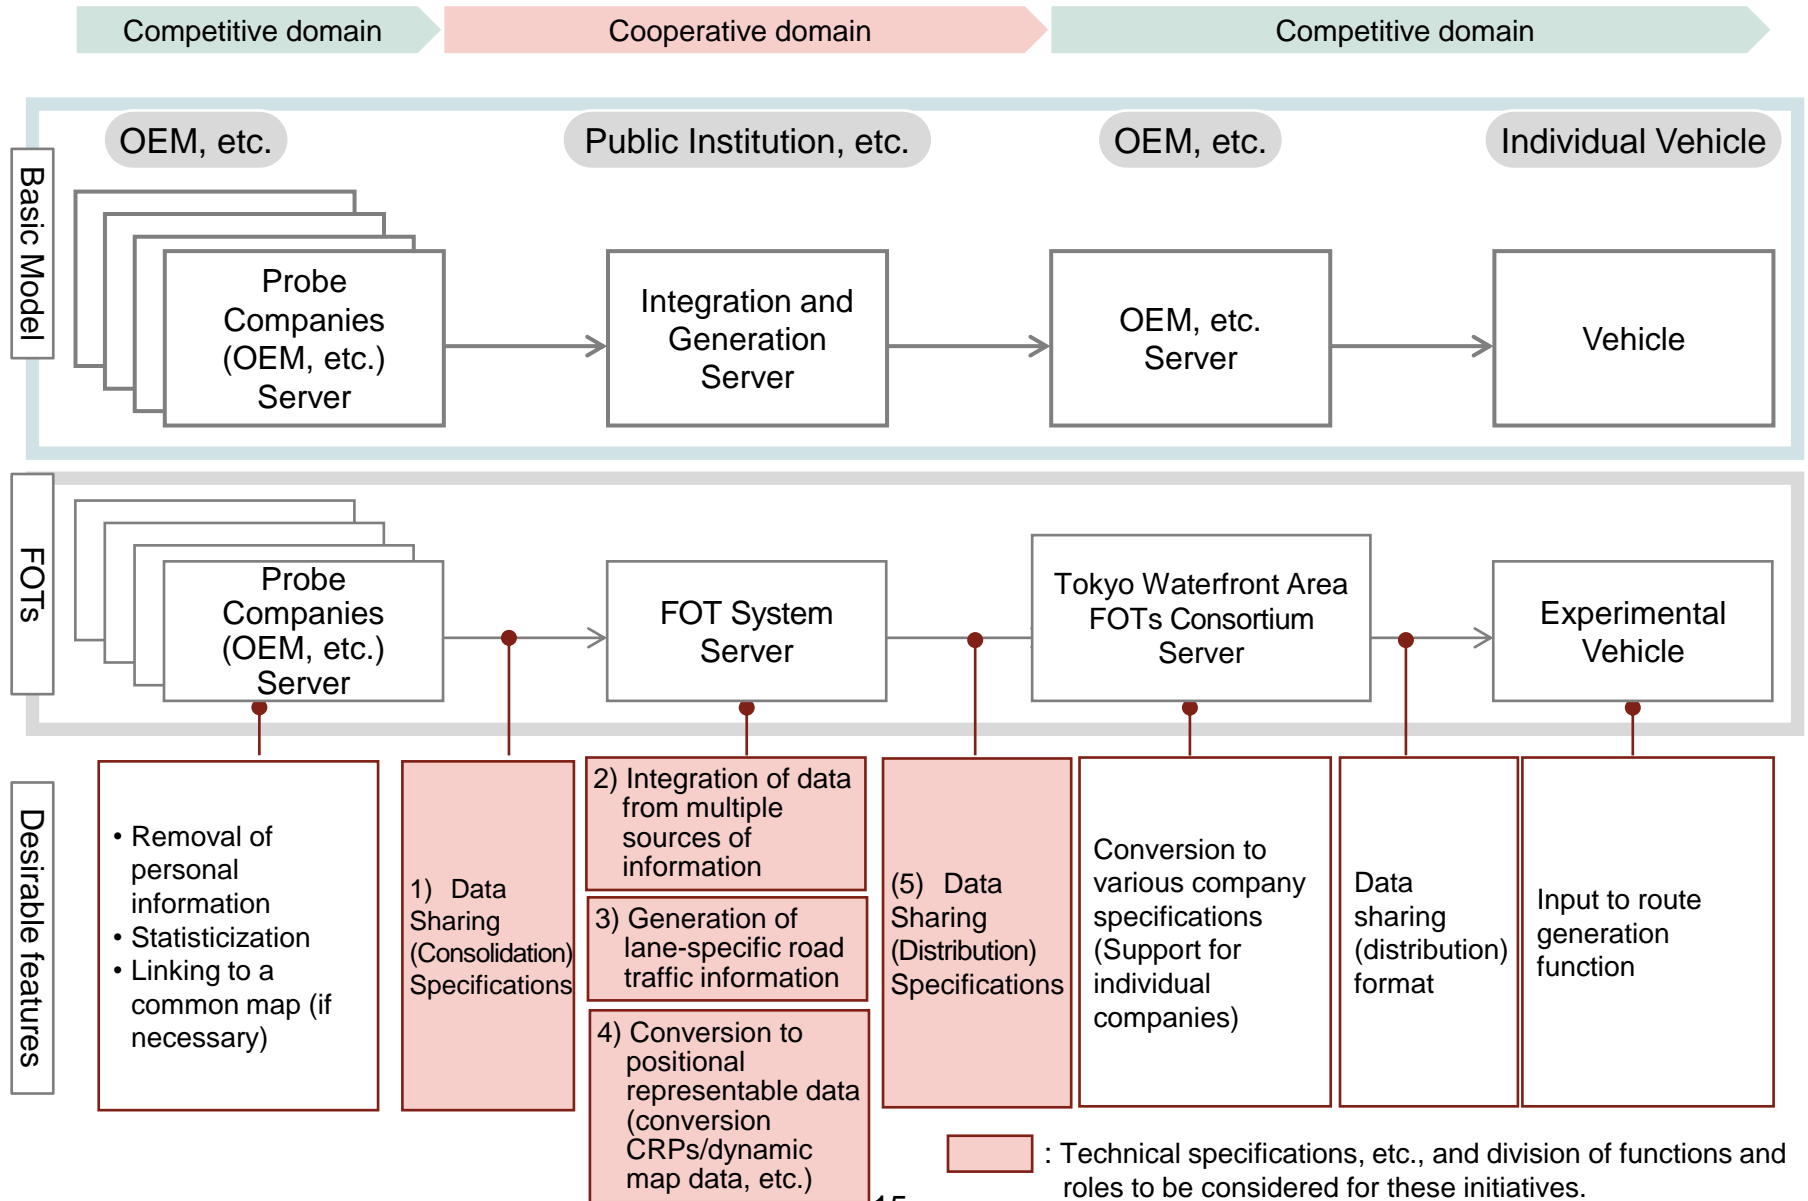 Competitive domain
Cooperative domain
Competitive domain
Basic Model
OEM, etc.
Public Institution, etc.
OEM, etc.
Individual Vehicle
Probe
Companies
(OEM, etc.)
Server
Integration and
Generation
Server
OEM, etc.
Server
Vehicle
FOTs
Probe
Companies
(OEM, etc.)
Server
FOT System
Server
Tokyo Waterfront Area
FOTs Consortium
Server
Experimental
Vehicle
Desirable features
• Removal of
personal
information
• Statisticization
• Linking to a
common map (if
necessary)
1) Data
Sharing
(Consolidation)
Specifications
2) Integration of data
from multiple
sources of
information
3) Generation of
lane-specific road
traffic information
4) Conversion to
positional
representable data
(conversion
CRPs/dynamic
map data, etc.)
(5) Data
Sharing
(Distribution)
Specifications
Conversion to
various company
specifications
(Support for
individual
companies)
Data
sharing
(distribution)
format
Input to route
generation
function
: Technical specifications, etc., and division of functions and
roles to be considered for these initiatives.